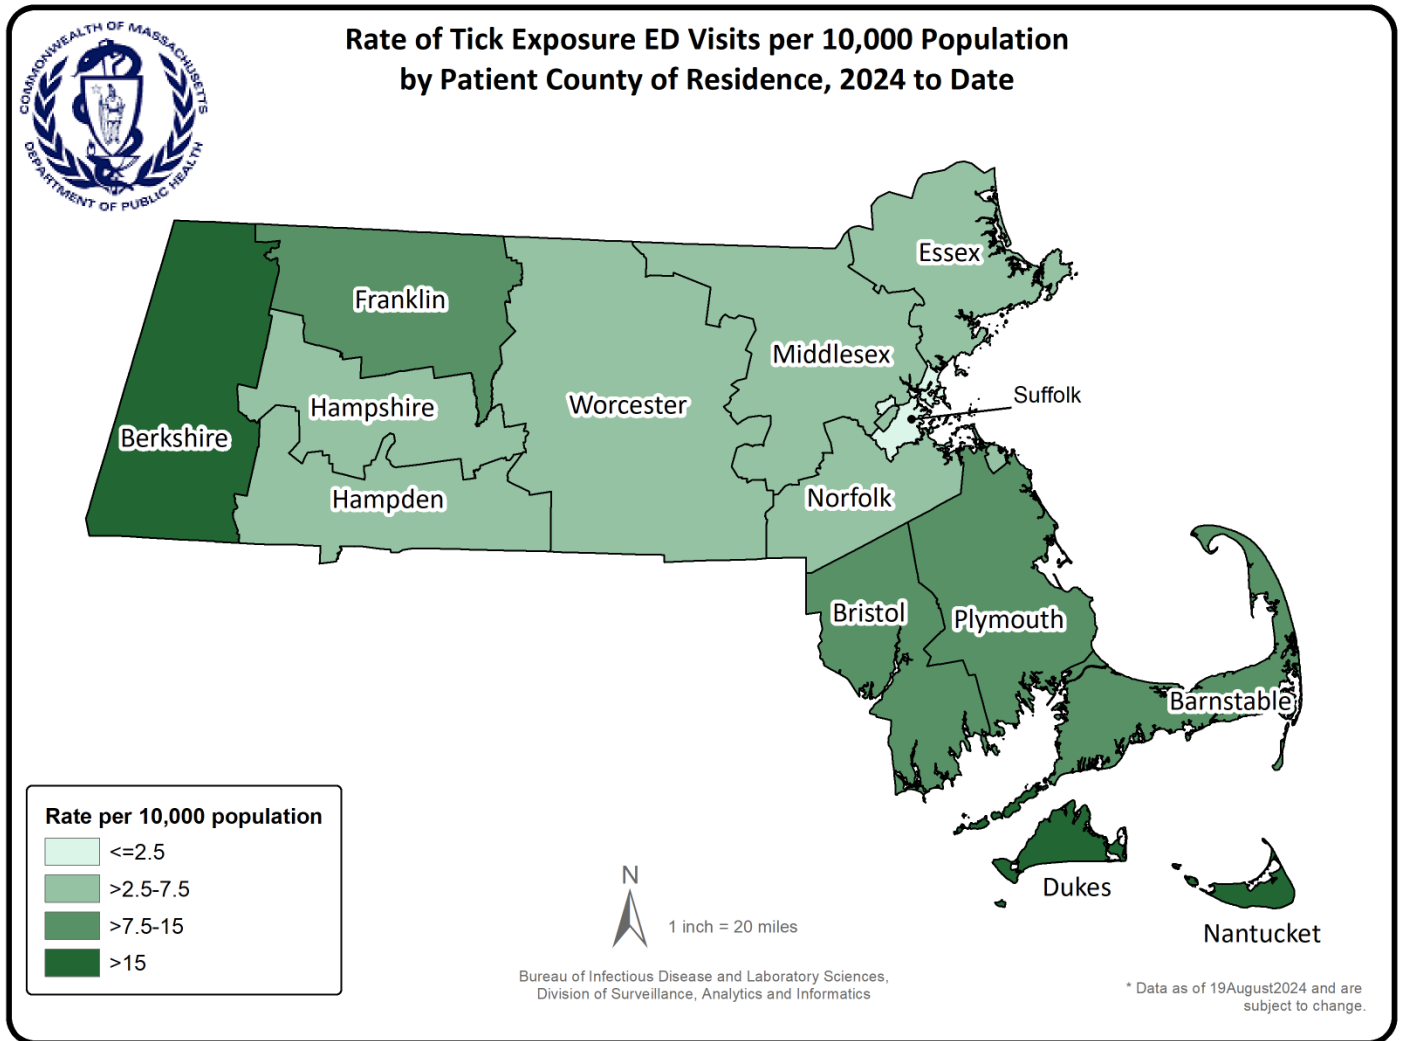 COMMONWEALTH OF MASSACHUSETTS
DEPARTMENT OF PUBLIC HEALTH
Rate of Tick Exposure ED Visits per 10,000 Population
by Patient County of Residence, 2024 to Date
Essex
Franklin
Middlesex
Suffolk
Hampshire
Worcester
Berkshire
Hampden
Norfolk
Bristol
Plymouth
Barnstable
Dukes
Nantucket
Rate per 10,000 population
<=2.5
>2.5-7.5
>7.5-15
>15
N
1 inch = 20 miles
Bureau of Infectious Disease and Laboratory Sciences,
Division of Surveillance, Analytics and Informatics
* Data as of 19August2024 and are
subject to change.